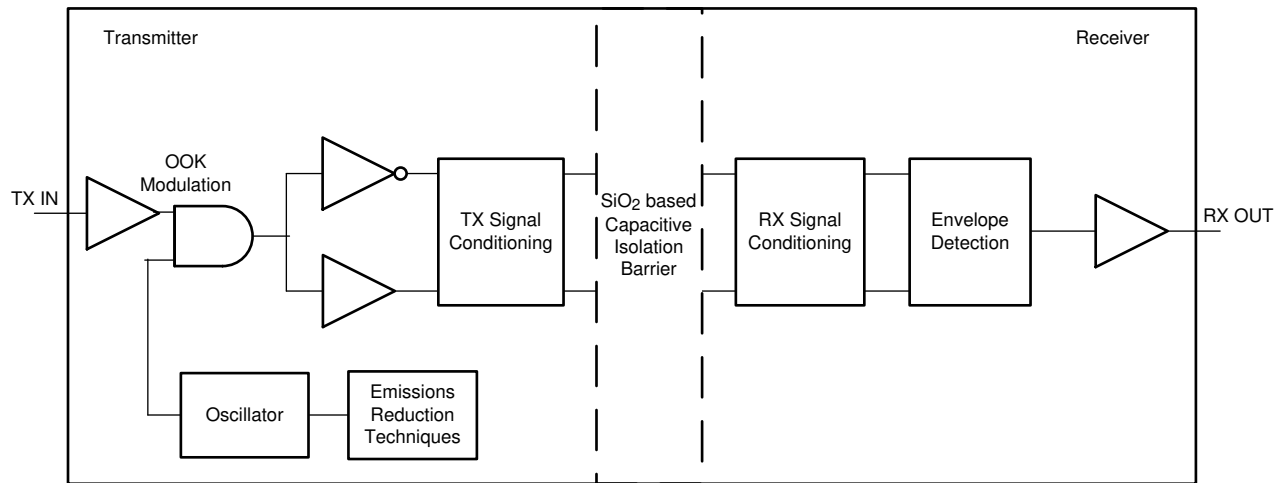 Transmitter
Receiver
OOK
Modulation
TX IN
TX Signal
Conditioning
SiO2 based
Capacitive
Isolation
Barrier
RX Signal
Conditioning
Envelope
Detection
RX OUT
Oscillator
Emissions
Reduction
Techniques